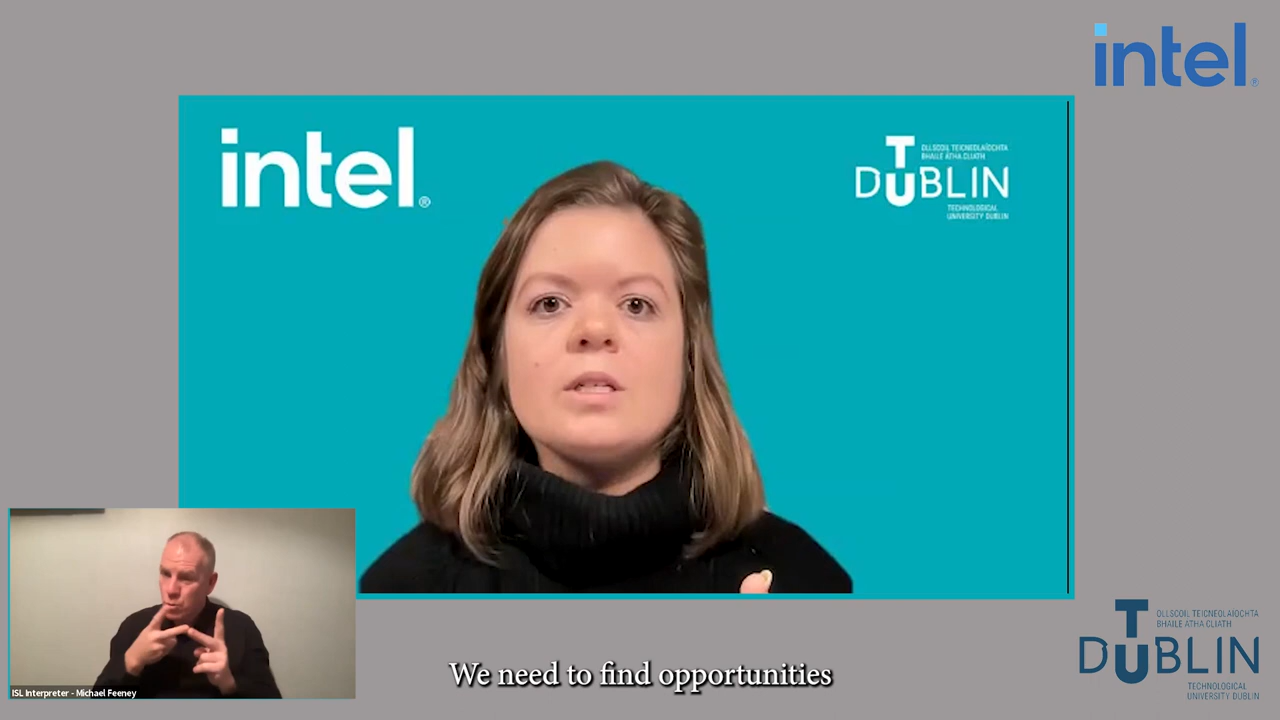 intel®
intel®
T
OLLSCOIL TEICNEOLAÍOCHTA
BHAILE ÁTHA CLIATH
DUBLIN
TECHNOLOGICAL
UNIVERSITY DUBLIN
ISL Interpreter - Michael Feeney
We need to find opportunities
T
OLLSCOIL TEICNEOLAÍOCHTA
BHAILE ÁTHA CLIATH
DUBLIN
TECHNOLOGICAL
UNIVERSITY DUBLIN